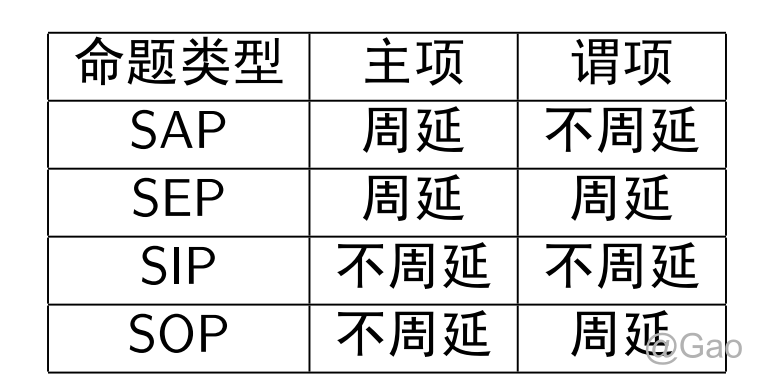 命题类型 主项 谓项
SAP 周延 不周延
SEP 周延 周延
SIP 不周延 不周延
SOP 不周延 周延
@Gao